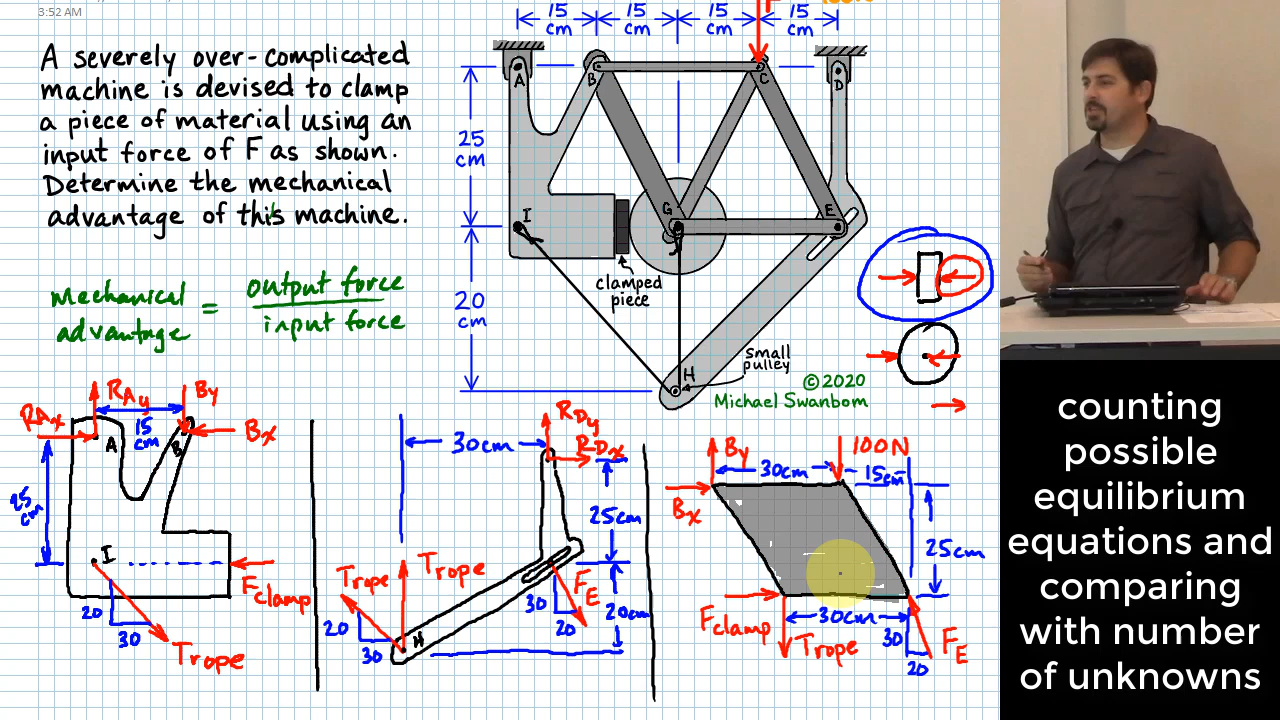 3:52 AM
15 cm
15 cm
15 cm
15 cm
A severely over-complicated
machine is devised to clamp
a piece of material using an
input force of F as shown.
Determine the mechanical
advantage of this machine.
A
B
C
D
25 cm
G
E
I
clamped
piece
20 cm
H
small
pulley
©2020
Michael Swanbom
Mechanical advantage = output force / input force
RAx
RAy
15 cm
By
Bx
A
B
25 cm
I
Fclamp
20
30
Trope
30cm
RDy
RDx
25cm
Trope
Trope
20
30
H
30
20
FE
20cm
By
100N
30cm
15cm
Bx
25cm
Fclamp
30cm
Trope
30
20
FE
counting
possible
equilibrium
equations and
comparing
with number
of unknowns